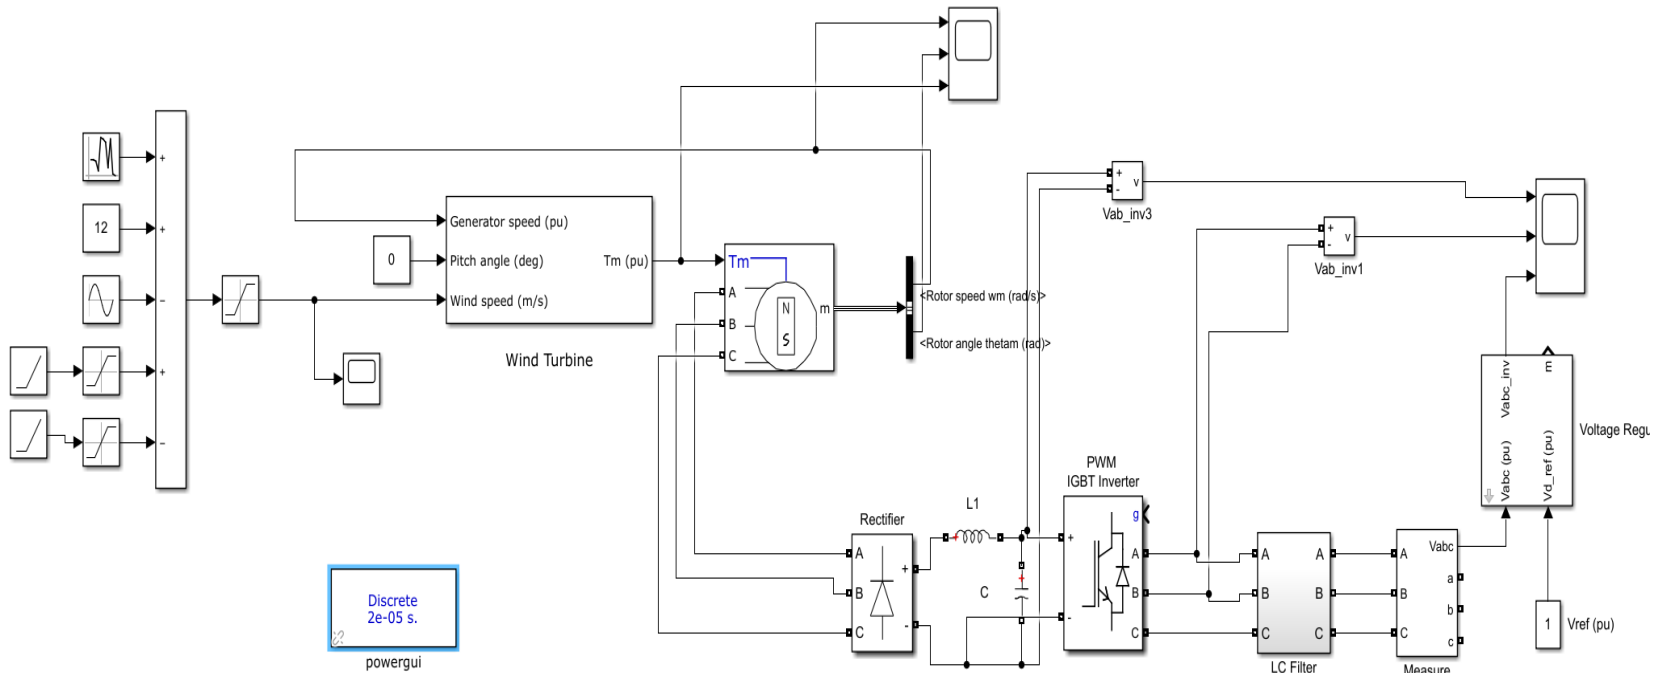 +
12
+
−
+
−
Generator speed (pu)
0
Pitch angle (deg)
Tm (pu)
Wind speed (m/s)
Wind Turbine
Tm
A
B
C
N
S
m
<Rotor speed wm (rad/s)>
<Rotor angle thetam (rad)>
+
-
v
Vab_inv3
+
-
v
Vab_inv1
Vabc_inv
m
Vabc (pu)
Vd_ref (pu)
Voltage Regu
1
Vref (pu)
Discrete
2e-05 s.
powergui
Rectifier
A
B
C
+
-
L1
+
C
+
PWM
IGBT Inverter
g
+
-
A
B
C
A
B
C
A
B
C
LC Filter
A
B
C
Vabc
a
b
c
Measure